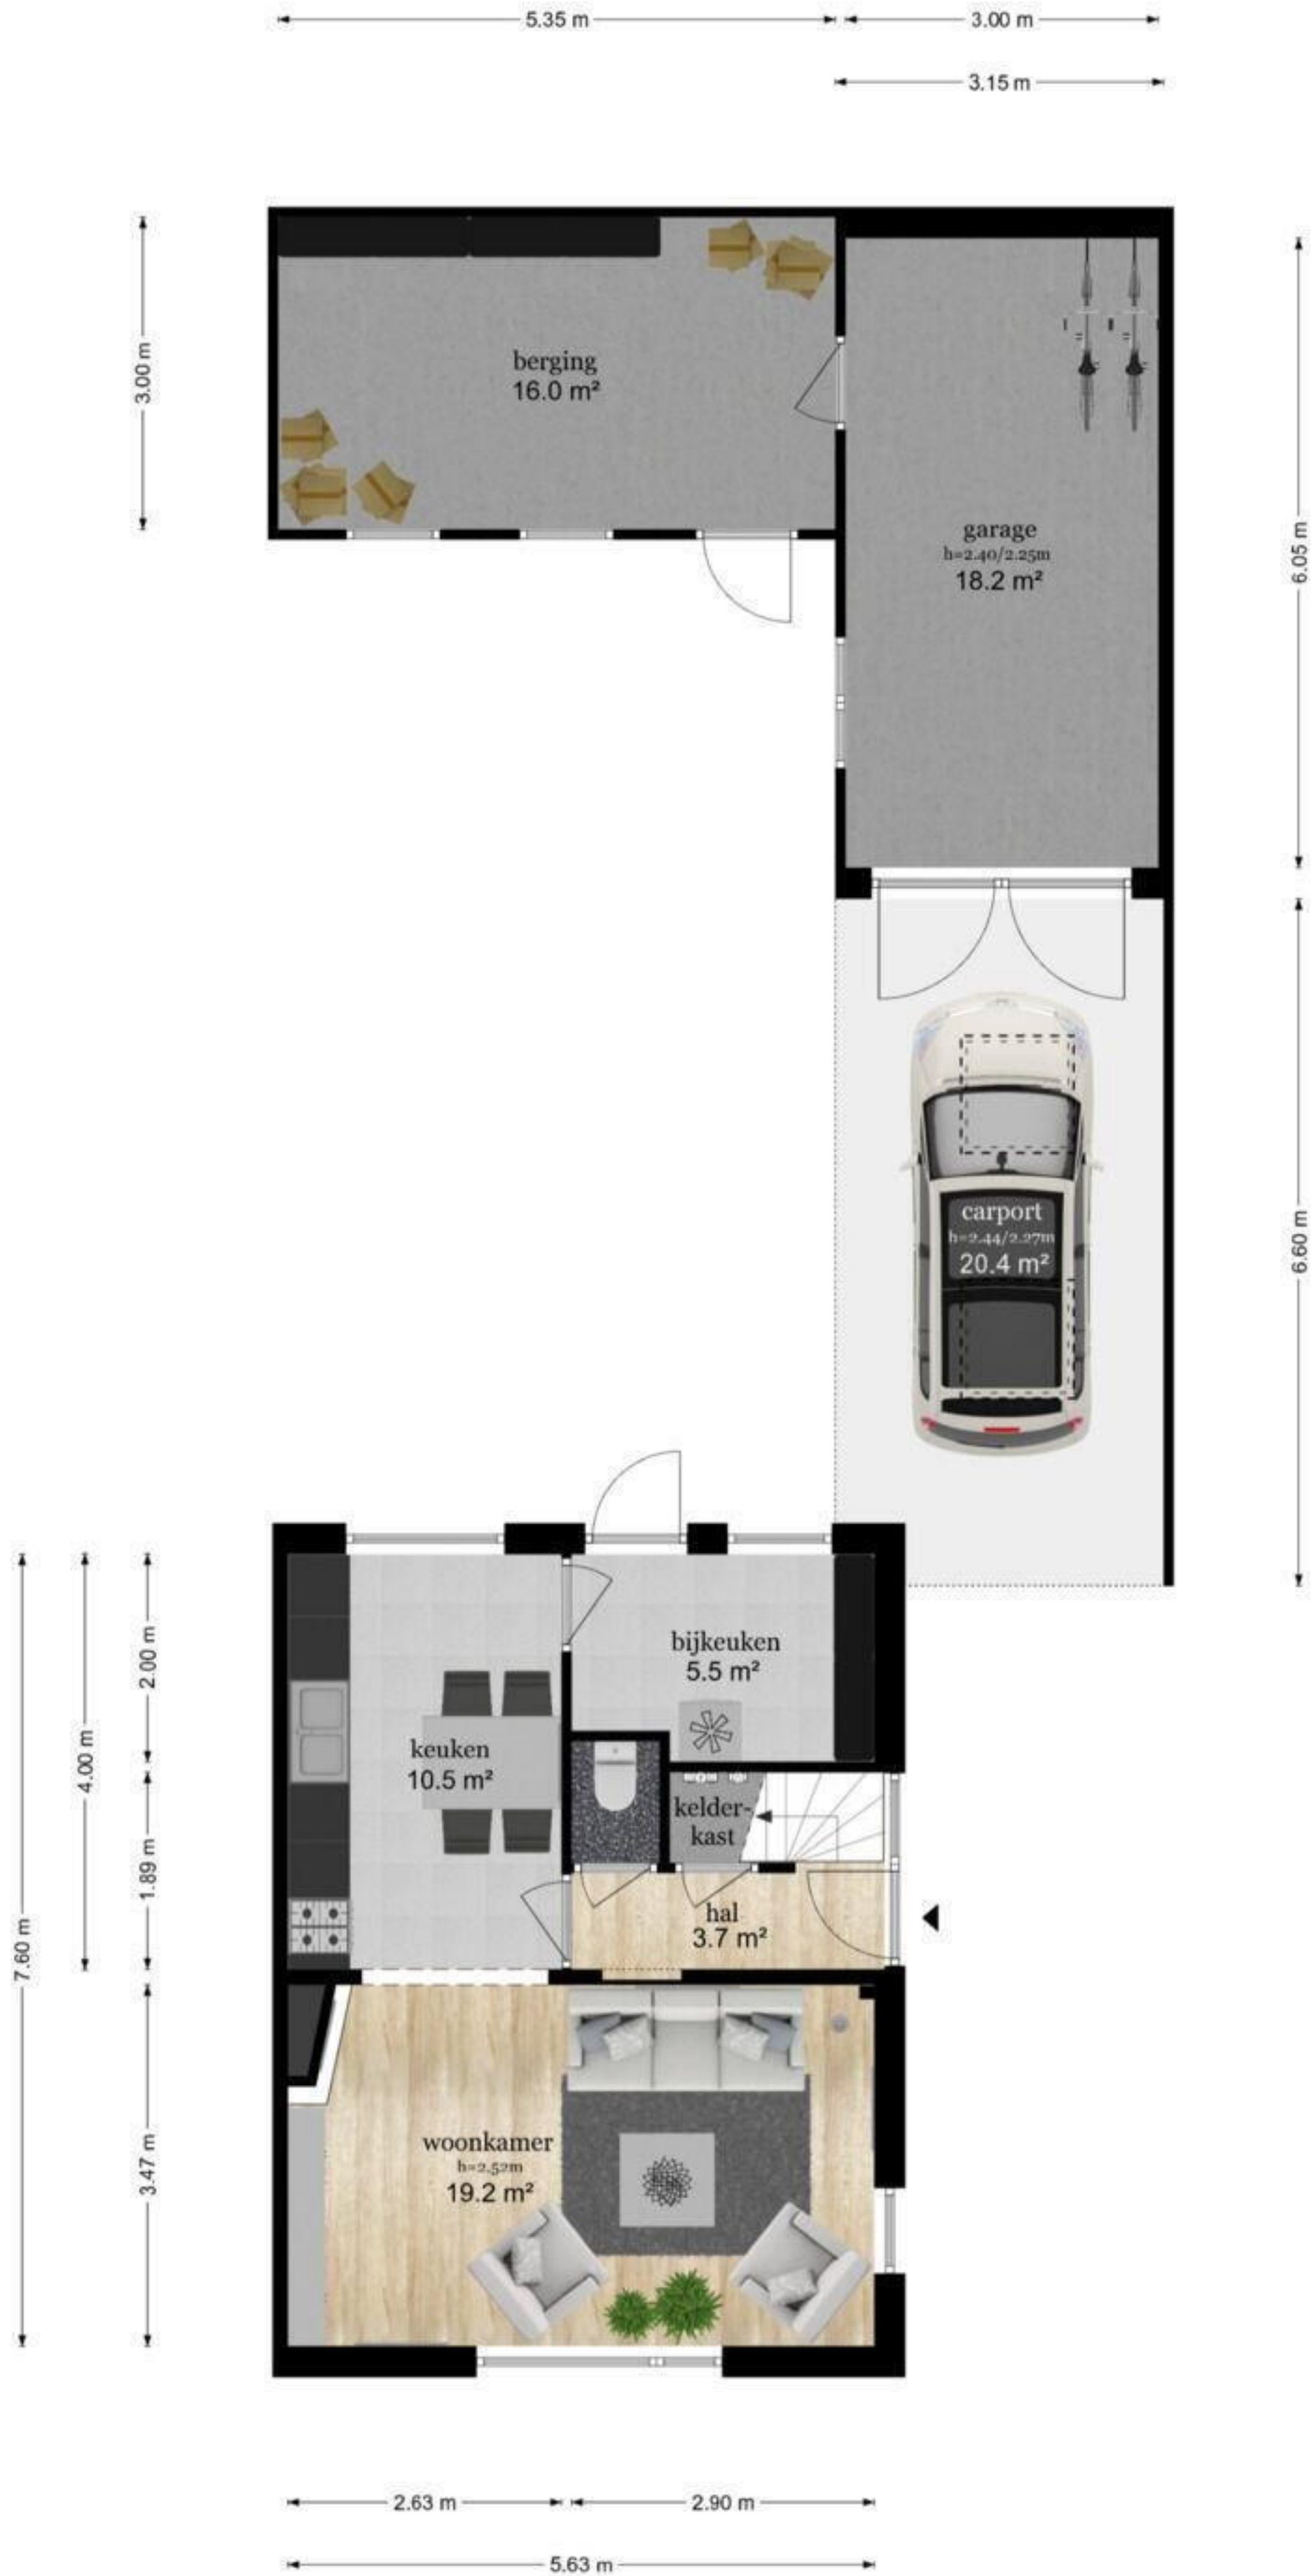 5.35 m
3.00 m
3.15 m
3.00 m
berging
16.0 m²
garage
h=2.40/2.25m
18.2 m²
6.05 m
carport
h=2.44/2.27m
20.4 m²
6.60 m
7.60 m
4.00 m
2.00 m
1.89 m
3.47 m
bijkeuken
5.5 m²
keuken
10.5 m²
kelder-
kast
hal
3.7 m²
woonkamer
h=2.52m
19.2 m²
2.63 m
2.90 m
5.63 m